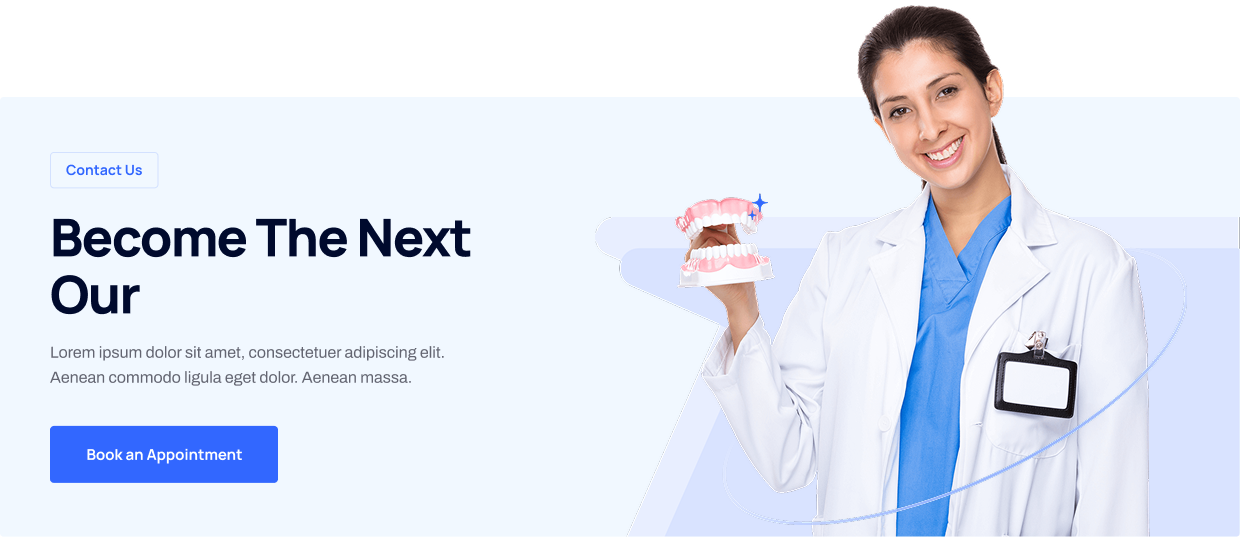 Contact Us
Become The Next
Our
Lorem ipsum dolor sit amet, consectetuer adipiscing elit.
Aenean commodo ligula eget dolor. Aenean massa.
Book an Appointment